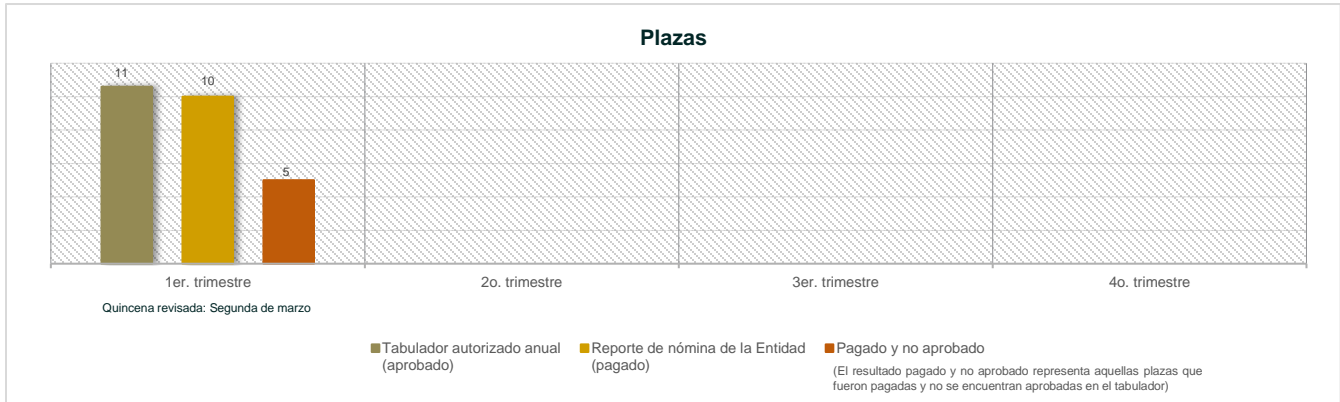 Plazas
11
10
5
1er. trimestre
2o. trimestre
3er. trimestre
4o. trimestre
Quincena revisada: Segunda de marzo
Tabulador autorizado anual
(aprobado)
Reporte de nómina de la Entidad
(pagado)
Pagado y no aprobado
(El resultado pagado y no aprobado representa aquellas plazas que
fueron pagadas y no se encuentran aprobadas en el tabulador)